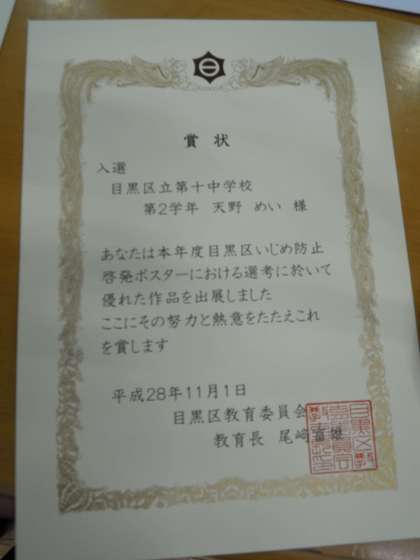 賞状
入選
目黒区立第十中学校
第2学年 天野 めい 様
あなたは本年度目黒区いじめ防止
啓発ポスターにおける選考に於いて
優れた作品を出展しました
ここにその努力と熱意をたたえこれ
を賞します
平成28年11月1日
目黒区教育委員会
教育長 尾﨑富雄